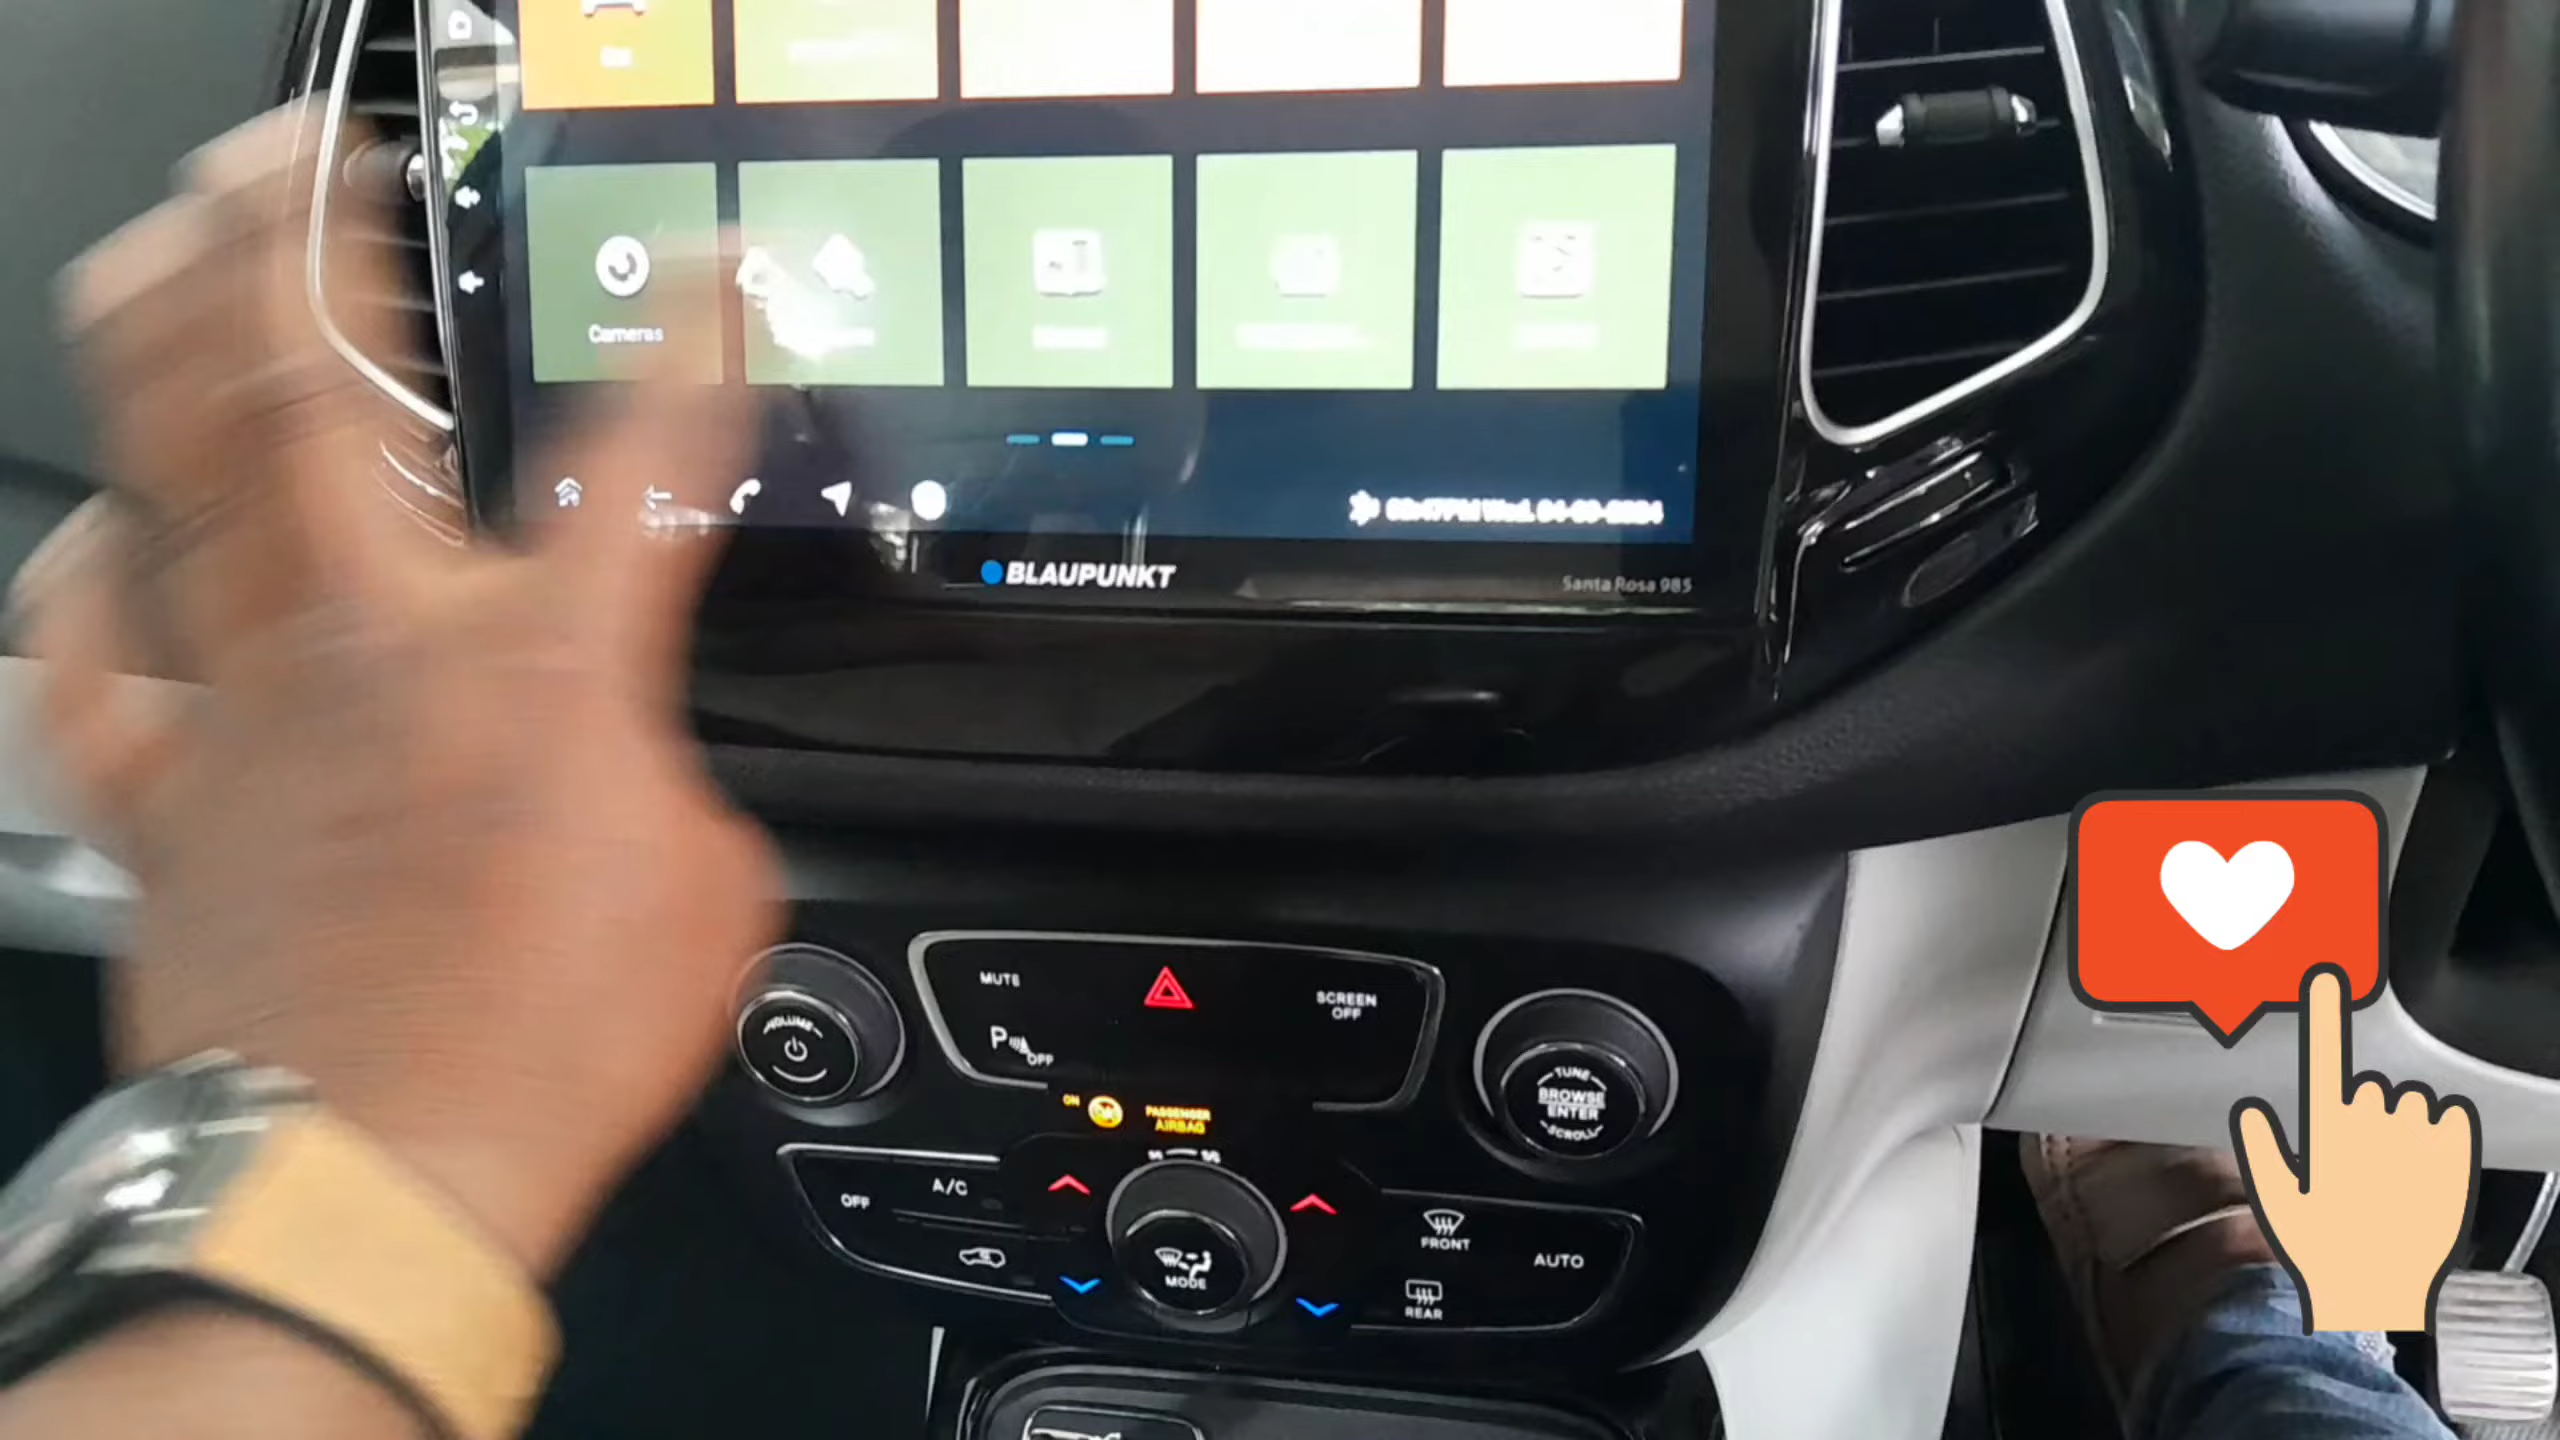 Cameras
BLAUPUNKT
Santa Rosa 985
MUTE
SCREEN
OFF
P OFF
VOLUME
TUNE
BROWSE
ENTER
SCROLL
ON
PASSENGER
AIRBAG
OFF
A/C
MODE
FRONT
AUTO
REAR